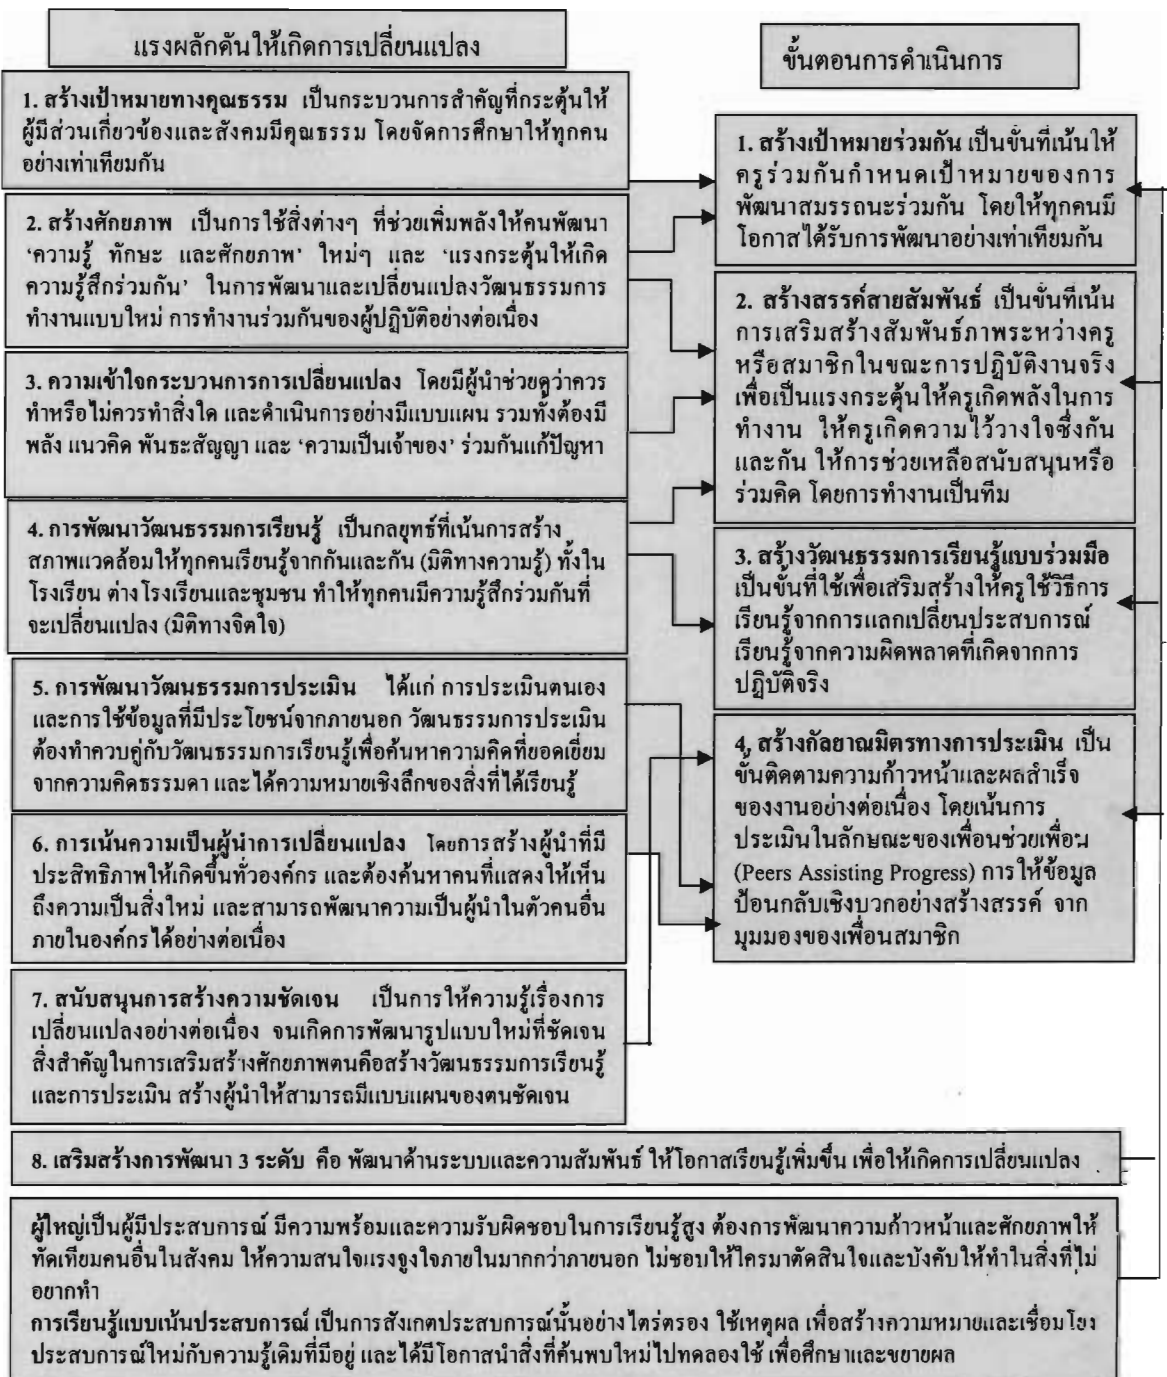 แรงผลักดันให้เกิดการเปลี่ยนแปลง
1. สร้างเป้าหมายทางคุณธรรม เป็นกระบวนการสำคัญที่กระตุ้นให้
ผู้มีส่วนเกี่ยวข้องและสังคมมีคุณธรรม โดยจัดการศึกษาให้ทุกคน
อย่างเท่าเทียมกัน
2. สร้างศักยภาพ เป็นการใช้สิ่งต่างๆ ที่ช่วยเพิ่มพลังให้คนพัฒนา
‘ความรู้ ทักษะ และศักยภาพ’ ใหม่ๆ และ ‘แรงกระตุ้นให้เกิด
ความรู้สึกร่วมกัน’ ในการพัฒนาและเปลี่ยนแปลงวัฒนธรรมการ
ทำงานแบบใหม่ การทำงานร่วมกันของผู้ปฏิบัติอย่างต่อเนื่อง
3. ความเข้าใจกระบวนการการเปลี่ยนแปลง โดยมีผู้นำช่วยดูว่าควร
ทำหรือไม่ควรทำสิ่งใด และดำเนินการอย่างมีแบบแผน รวมทั้งต้องมี
พลัง แนวคิด พันธะสัญญา และ ‘ความเป็นเจ้าของ’ ร่วมกันแก้ปัญหา
4. การพัฒนาวัฒนธรรมการเรียนรู้ เป็นกลยุทธ์ที่เน้นการสร้าง
สภาพแวดล้อมให้ทุกคนเรียนรู้จากกันและกัน (มิติทางความรู้) ทั้งใน
โรงเรียน ต่างโรงเรียนและชุมชน ทำให้ทุกคนมีความรู้สึกร่วมกันที่
จะเปลี่ยนแปลง (มิติทางจิตใจ)
5. การพัฒนาวัฒนธรรมการประเมิน ได้แก่ การประเมินตนเอง
และการใช้ข้อมูลที่มีประโยชน์จากภายนอก วัฒนธรรมการประเมิน
ต้องทำควบคู่กับวัฒนธรรมการเรียนรู้เพื่อค้นหาความคิดที่ยอดเยี่ยม
จากความคิดธรรมดา และได้ความหมายเชิงลึกของสิ่งที่ได้เรียนรู้
6. การเน้นความเป็นผู้นำการเปลี่ยนแปลง โดยการสร้างผู้นำที่มี
ประสิทธิภาพให้เกิดขึ้นทั่วองค์กร และต้องค้นหาคนที่แสดงให้เห็น
ถึงความเป็นสิ่งใหม่ และสามารถพัฒนาความเป็นผู้นำในตัวคนอื่น
ภายในองค์กรได้อย่างต่อเนื่อง
7. สนับสนุนการสร้างความชัดเจน เป็นการให้ความรู้เรื่องการ
เปลี่ยนแปลงอย่างต่อเนื่อง จนเกิดการพัฒนารูปแบบใหม่ที่ชัดเจน
สิ่งสำคัญในการเสริมสร้างศักยภาพตนคือสร้างวัฒนธรรมการเรียนรู้
และการประเมิน สร้างผู้นำให้สามารถมีแบบแผนของตนชัดเจน
ขั้นตอนการดำเนินการ
1. สร้างเป้าหมายร่วมกัน เป็นขั้นที่เน้นให้
ครูร่วมกันกำหนดเป้าหมายของการ
พัฒนาสมรรถนะร่วมกัน โดยให้ทุกคนมี
โอกาสได้รับการพัฒนาอย่างเท่าเทียมกัน
2. สร้างสรรค์สายสัมพันธ์ เป็นขั้นที่เน้น
การเสริมสร้างสัมพันธ์ภาพระหว่างครู
หรือสมาชิกในขณะการปฏิบัติงานจริง
เพื่อเป็นแรงกระตุ้นให้ครูเกิดพลังในการ
ทำงาน ให้ครูเกิดความไว้วางใจซึ่งกัน
และกัน ให้การช่วยเหลือสนับสนุนหรือ
ร่วมคิด โดยการทำงานเป็นทีม
3. สร้างวัฒนธรรมการเรียนรู้แบบร่วมมือ
เป็นขั้นที่ใช้เพื่อเสริมสร้างให้ครูใช้วิธีการ
เรียนรู้จากการแลกเปลี่ยนประสบการณ์
เรียนรู้จากความผิดพลาดที่เกิดจากการ
ปฏิบัติจริง
4. สร้างกัลยาณมิตรทางการประเมิน เป็น
ขั้นติดตามความก้าวหน้าและผลสำเร็จ
ของงานอย่างต่อเนื่อง โดยเน้นการ
ประเมินในลักษณะของเพื่อนช่วยเพื่อน
(Peers Assisting Progress) การให้ข้อมูล
ป้อนกลับเชิงบวกอย่างสร้างสรรค์ จาก
มุมมองของเพื่อนสมาชิก
8. เสริมสร้างการพัฒนา 3 ระดับ คือ พัฒนาด้านระบบและความสัมพันธ์ ให้โอกาสเรียนรู้เพิ่มขึ้น เพื่อให้เกิดการเปลี่ยนแปลง
ผู้ใหญ่เป็นผู้มีประสบการณ์ มีความพร้อมและความรับผิดชอบในการเรียนรู้สูง ต้องการพัฒนาความก้าวหน้าและศักยภาพให้
ทัดเทียมคนอื่นในสังคม ให้ความสนใจแรงจูงใจภายในมากกว่าภายนอก ไม่ชอบให้ใครมาตัดสินใจและบังคับให้ทำในสิ่งที่ไม่
อยากทำ
การเรียนรู้แบบเน้นประสบการณ์ เป็นการสังเกตประสบการณ์นั้นอย่างไตร่ตรอง ใช้เหตุผล เพื่อสร้างความหมายและเชื่อมโยง
ประสบการณ์ใหม่กับความรู้เดิมที่มีอยู่ และได้มีโอกาสนำสิ่งที่ค้นพบใหม่ไปทดลองใช้ เพื่อศึกษาและขยายผล